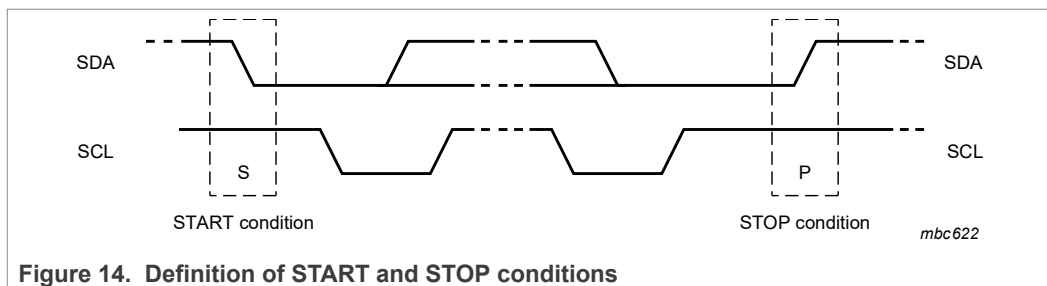 SDA SDA
SCL SCL
S P
START condition STOP condition
mbc622
Figure 14. Definition of START and STOP conditions